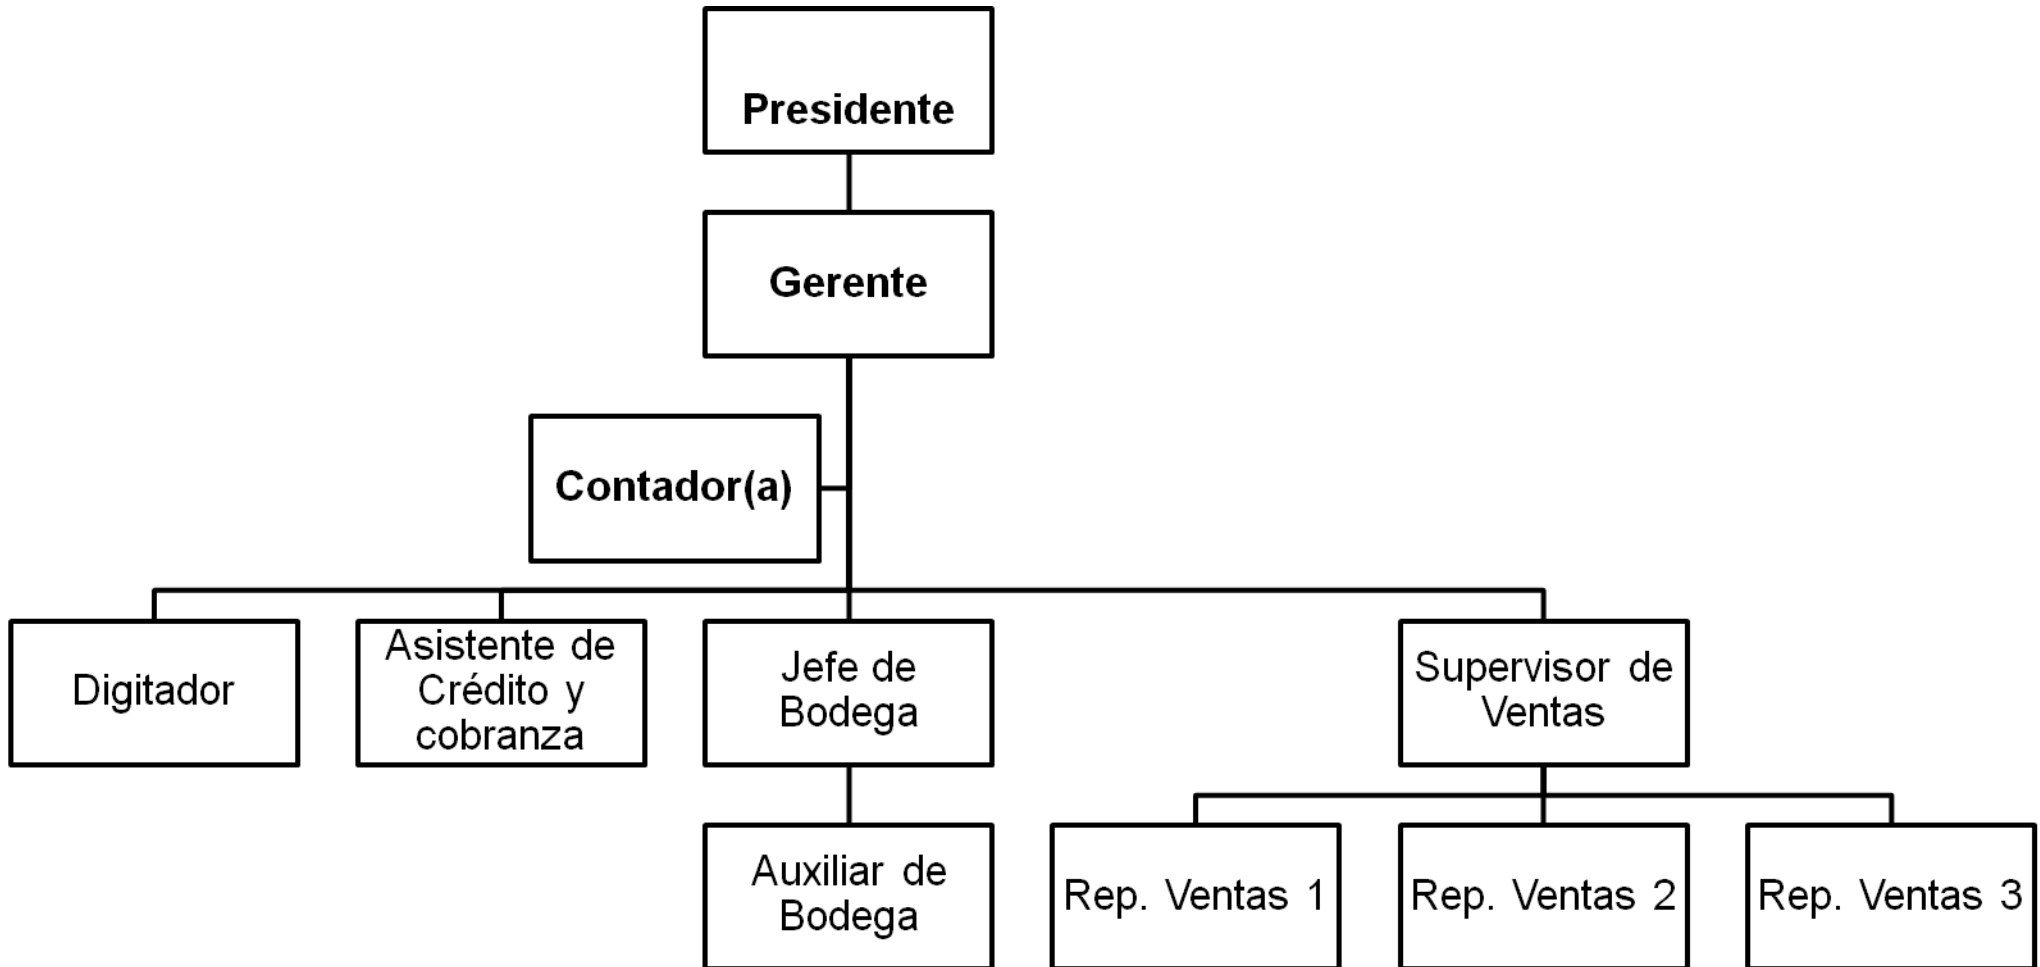 Presidente
Gerente
Contador(a)
Digitador
Asistente de
Crédito y
cobranza
Jefe de
Bodega
Supervisor de
Ventas
Auxiliar de
Bodega
Rep. Ventas 1
Rep. Ventas 2
Rep. Ventas 3